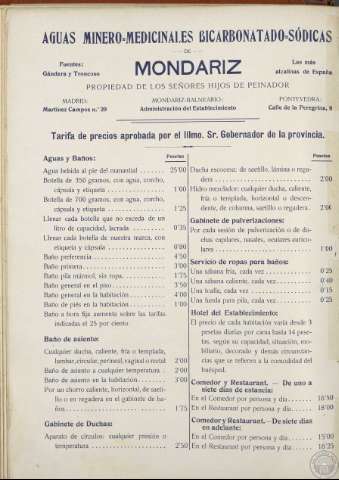 AGUAS MINERO-MEDICINALES BICARBONATADO-SÓDICAS
DE
Fuentes:
Gándara y Troncoso
MONDARIZ
Las más
alcalinas de España
PROPIEDAD DE LOS SEÑORES HIJOS DE PEINADOR
MADRID:
Martínez Campos n.º 39
MONDARIZ-BALNEARIO:
Administración del Establecimiento
PONTEVEDRA:
Calle de la Peregrina, 8
Tarifa de precios aprobada por el Iltmo. Sr. Gobernador de la provincia.
Aguas y Baños:
Pesetas
Agua bebida al pie del manantial 25'00
Botella de 350 gramos, con agua, corcho,
cápsula y etiqueta 1'00
Botella de 700 gramos, con agua, corcho,
cápsula y etiqueta 1'25
Llenar cada botella que no exceda de un
litro de capacidad, lacrada 0'35
Llenar cada botella de nuestra marca, con
etiqueta y cápsula
Baño preferencia 4'50
Baño primera 3'00
Baño pila mármol, sin ropa 1'75
Baño general en el piso 3'50
Baño general en la habitación 4'00
Baño de piés en la habitación 1'00
Baño a hora fija aumenta sobre las tarifas
indicadas el 25 por ciento
Baño de asiento:
Cualquier ducha, caliente, fría o templada,
lumbar, circular, perineal, vaginal o rectal 2'00
Baño de asiento a cualquier temperatura 2'00
Baño de asiento en la habitación 3'00
Por un chorro caliente, horizontal, de sacti-
llo o en regadera en el gabinete de ba-
ños 1'75
Gabinete de Duchas:
Aparato de círculos: cualquier presión o
temperatura 2'50
Pesetas
Ducha escocesa: de sactillo, lámina o rega-
dera 2'00
Hidro mezclador: cualquier ducha, caliente,
fría o templada, horizontal o descen-
dente, de columna, sactillo o regadera 2'00
Gabinete de pulverizaciones:
Por cada sesión de pulverización o de du-
chas capilares, nasales, oculares auricu-
lares 1'00
Servicio de ropas para baños:
Una sábana fría, cada vez 0'25
Una sábana caliente, cada vez 0'40
Una toalla, cada vez 0'15
Una funda para pila, cada vez 0'25
Hotel del Establecimiento:
El precio de cada habitación varía desde 3
pesetas diarias por cama hasta 14 pese-
tas, según su capacidad, situación, mo-
biliario, decorado y demás circunstan-
cias que se refieren a la comodidad del
huésped.
Comedor y Restaurant. — De uno a
siete días de estancia:
En el Comedor por persona y día 16'50
En el Restaurant por persona y día 18'00
Comedor y Restaurant. — De siete días
en adelante:
En el Comedor por persona y día 15'00
En el Restaurant por persona y día 16'25